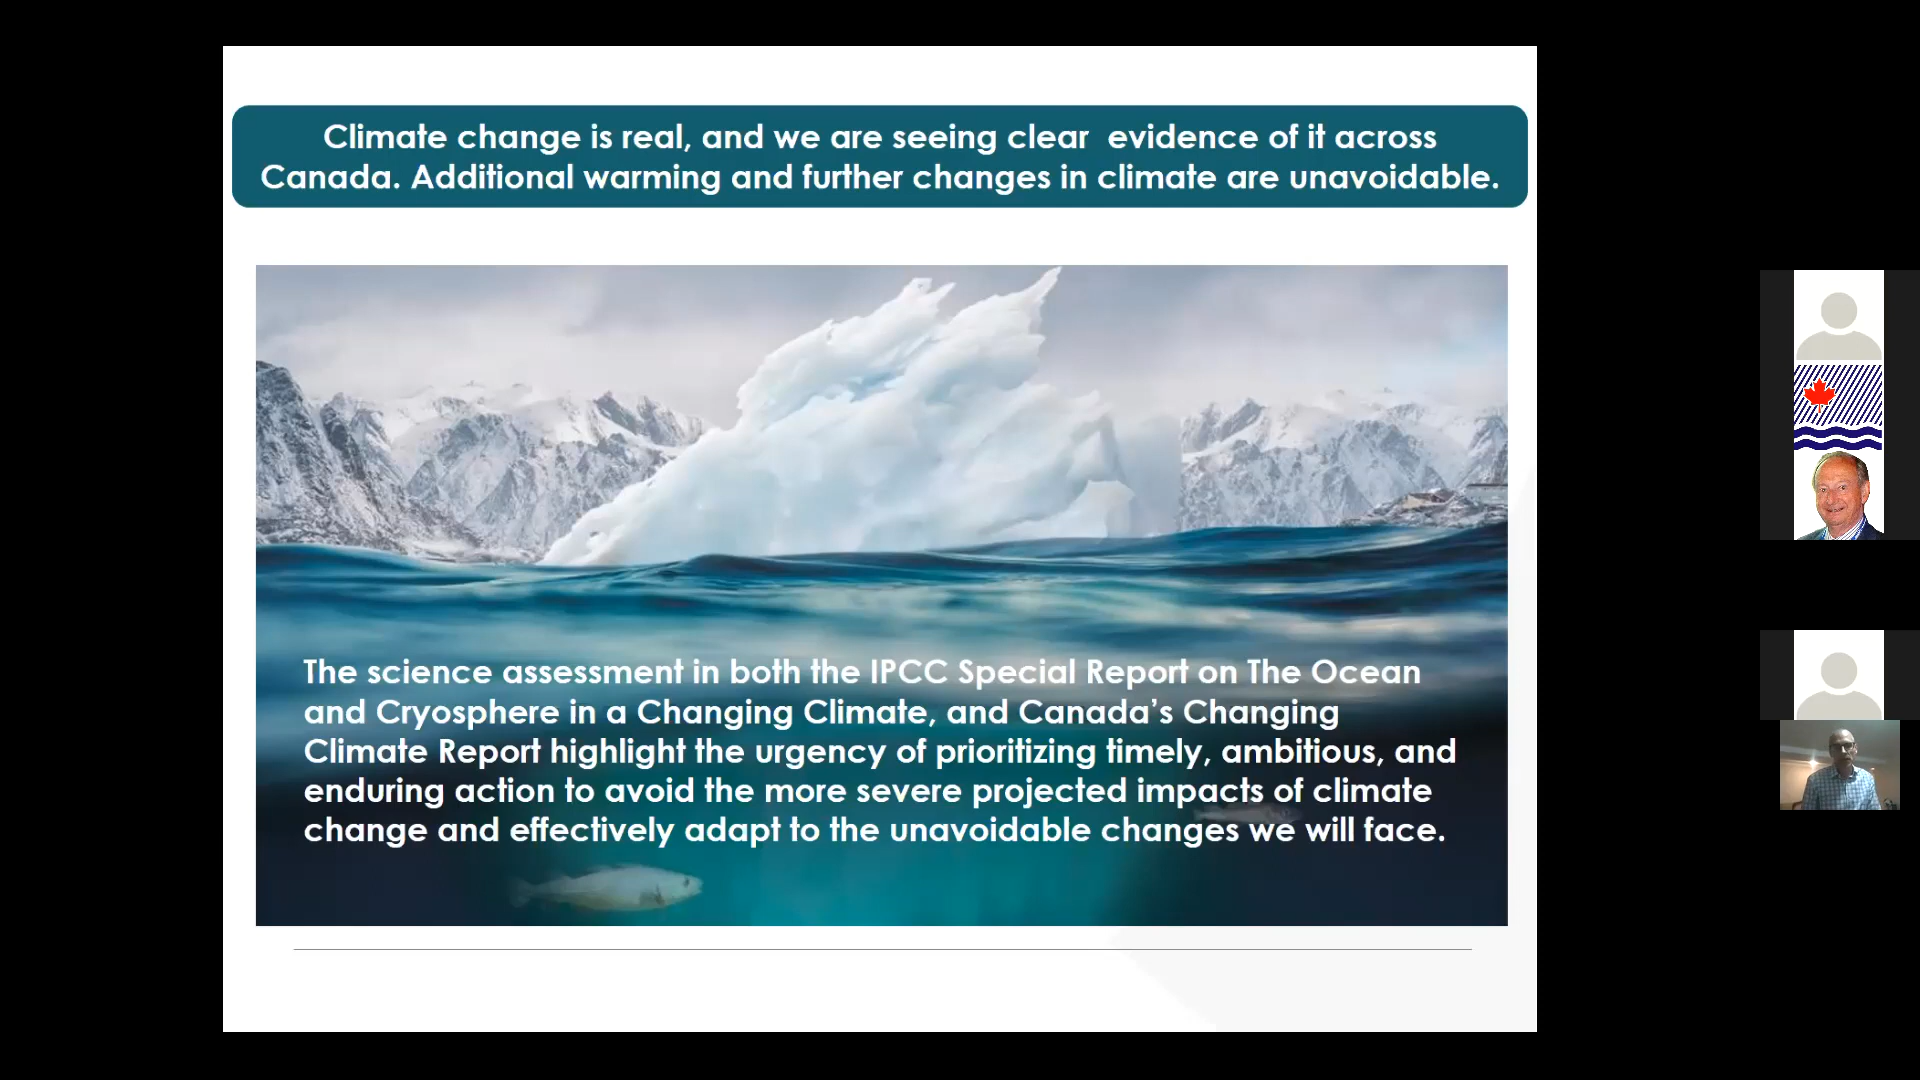 Climate change is real, and we are seeing clear  evidence of it across
Canada. Additional warming and further changes in climate are unavoidable.
The science assessment in both the IPCC Special Report on The Ocean
and Cryosphere in a Changing Climate, and Canada’s Changing
Climate Report highlight the urgency of prioritizing timely, ambitious, and
enduring action to avoid the more severe projected impacts of climate
change and effectively adapt to the unavoidable changes we will face.